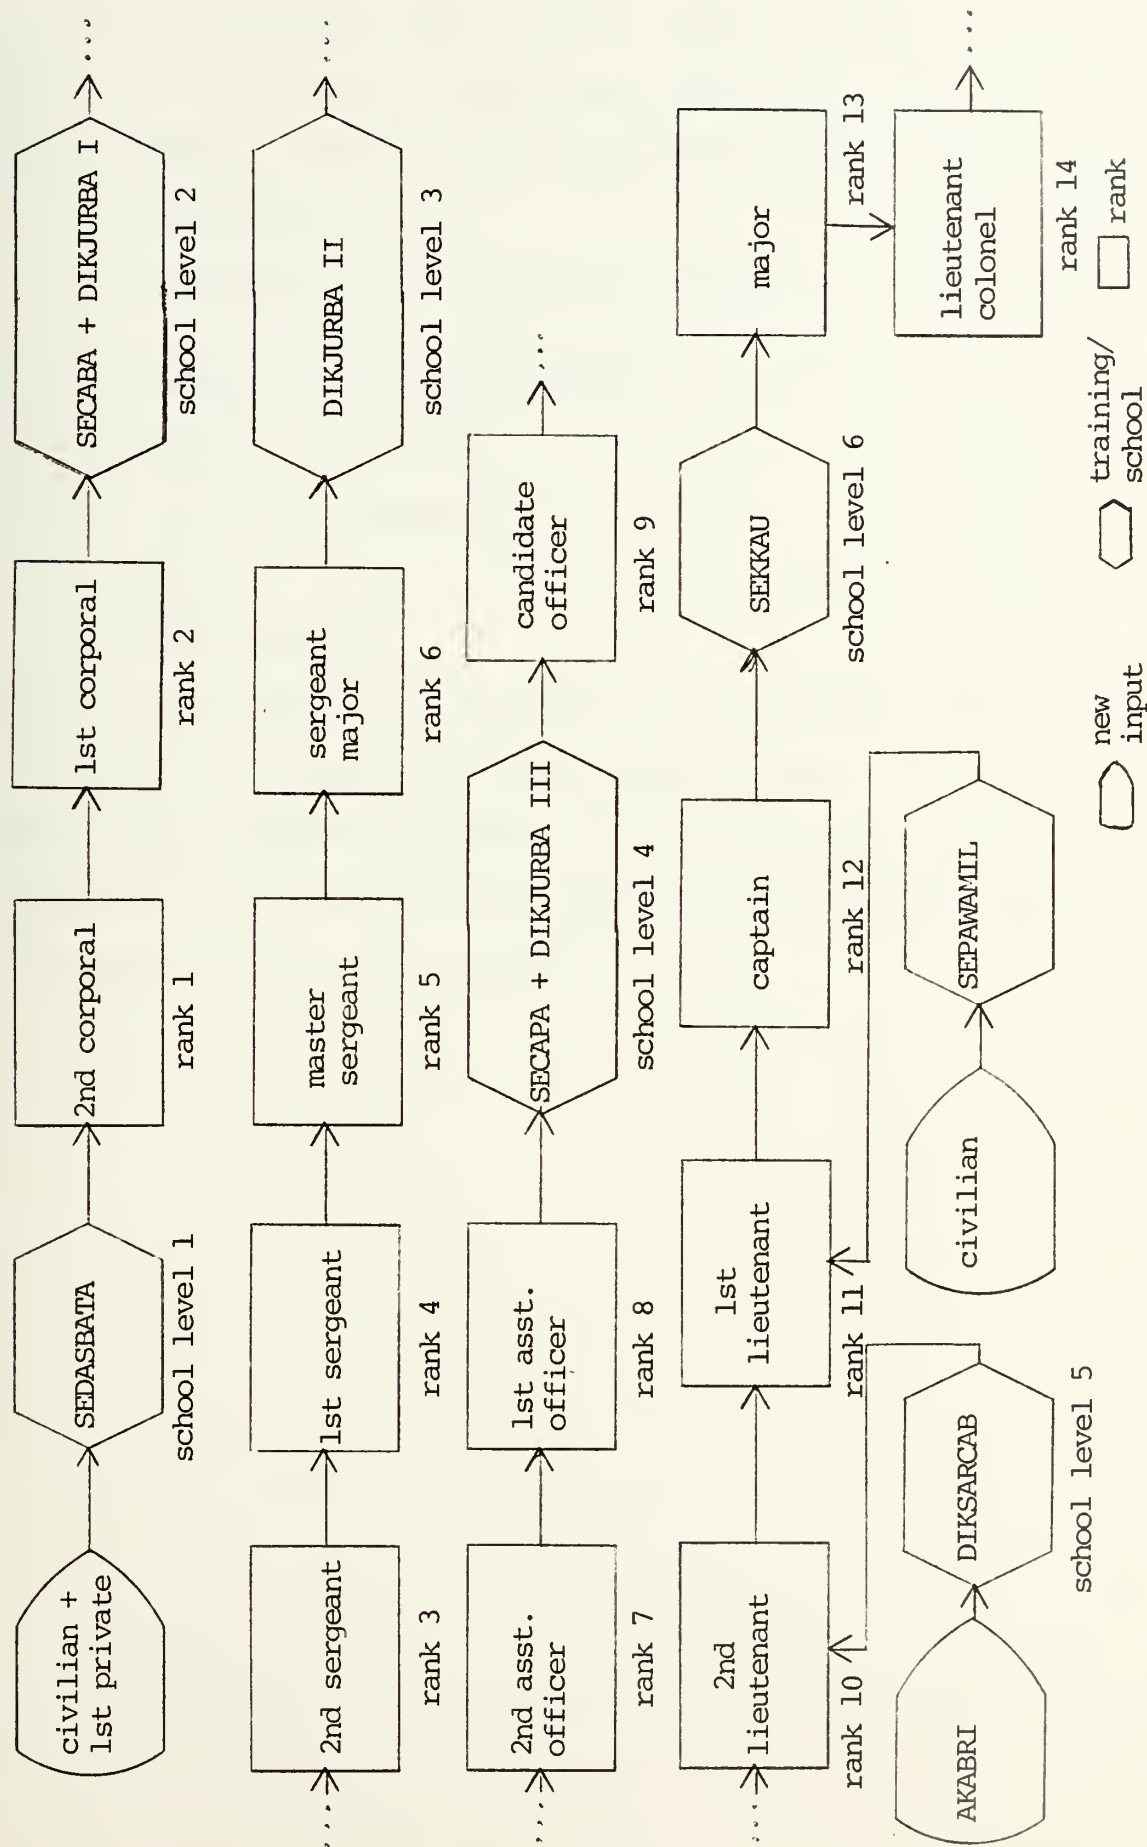 civilian +
1st private
SEDASBATA
school level 1
2nd corporal
rank 1
1st corporal
rank 2
SECABA + DIKJURBA I
school level 2
...
...
2nd sergeant
rank 3
1st sergeant
rank 4
master
sergeant
rank 5
sergeant
major
rank 6
DIKJURBA II
school level 3
...
...
2nd asst.
officer
rank 7
1st asst.
officer
rank 8
SECAPA + DIKJURBA III
school level 4
candidate
officer
rank 9
...
...
2nd
lieutenant
rank 10
1st
lieutenant
rank 11
captain
rank 12
SEKKAU
school level 6
major
rank 13
AKABRI
DIKSARCAB
school level 5
civilian
SEPAWAMIL
lieutenant
colonel
rank 14
...
new
input
training/
school
rank